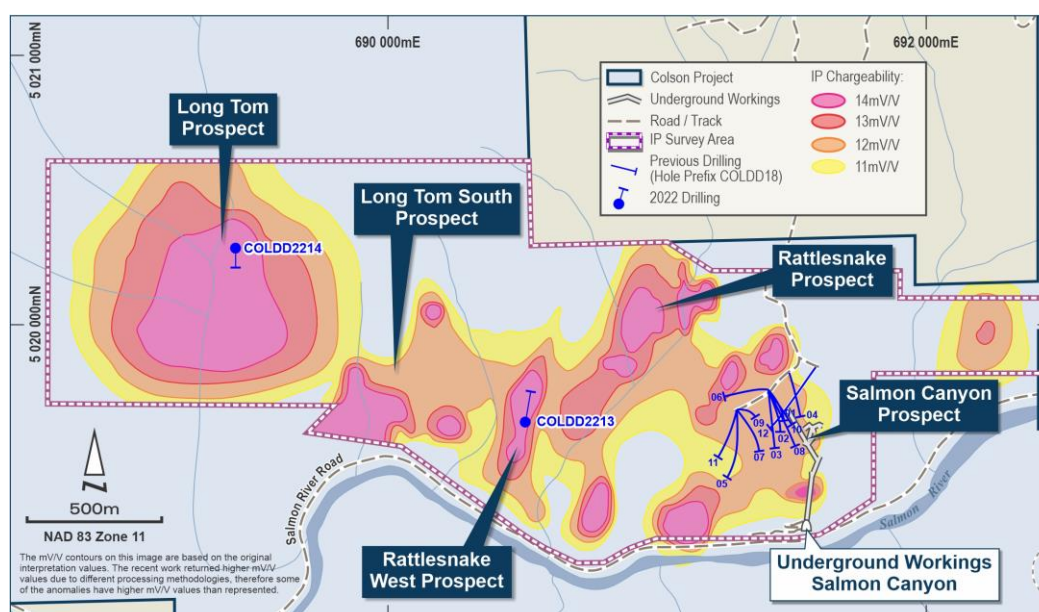 690 000mE
692 000mE
5 021 000mN
5 020 000mN
Colson Project
Underground Workings
Road / Track
IP Survey Area
Previous Drilling
(Hole Prefix COLDD18)
2022 Drilling
IP Chargeability:
14mV/V
13mV/V
12mV/V
11mV/V
Long Tom
Prospect
Long Tom South
Prospect
COLDD2214
Rattlesnake
Prospect
Salmon Canyon
Prospect
COLDD2213
06
09
12
10
04
02
11
07
03
08
05
Salmon River Road
Salmon River
Rattlesnake
West Prospect
Underground Workings
Salmon Canyon
500m
NAD 83 Zone 11
The mV/V contours on this image are based on the original
interpretation values. The recent work returned higher mV/V
values due to different processing methodologies, therefore some
of the anomalies have higher mV/V values than represented.